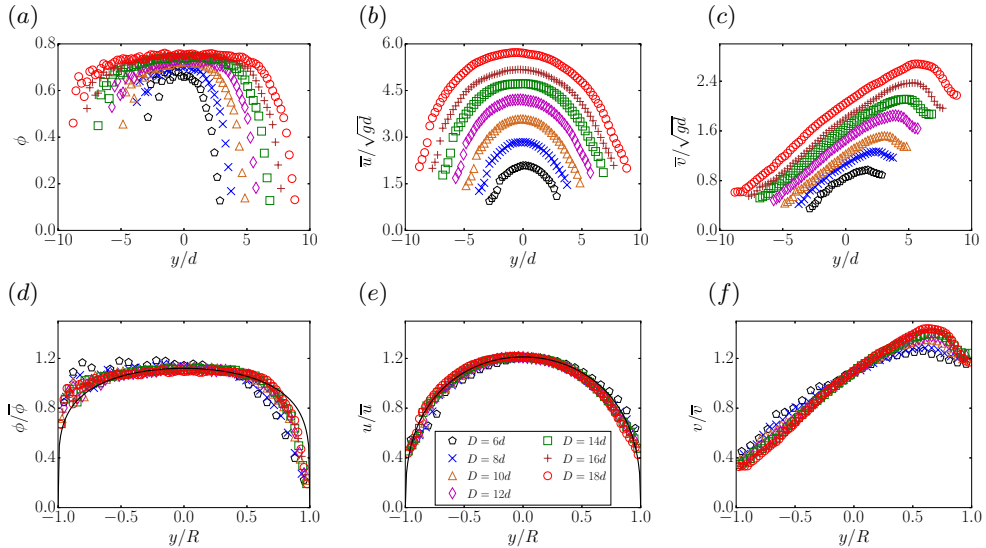 (a) (b) (c)
0.8 0.6 0.4 0.2 0.0
ϕ
−10 −5 0 5 10
y/d
6.0 4.5 3.0 1.5
u̅/√gd
−10 −5 0 5 10
y/d
2.4 1.6 0.8 0.0
v̅/√gd
−10 −5 0 5 10
y/d
(d) (e) (f)
1.2 0.8 0.4 0.0
ϕ/ϕ̅
−1.0 −0.5 0.0 0.5 1.0
y/R
1.2 0.8 0.4 0.0
u/u̅
D = 6d D = 14d
D = 8d D = 16d
D = 10d D = 18d
D = 12d
−1.0 −0.5 0.0 0.5 1.0
y/R
1.2 0.8 0.4 0.0
v/v̅
−1.0 −0.5 0.0 0.5 1.0
y/R